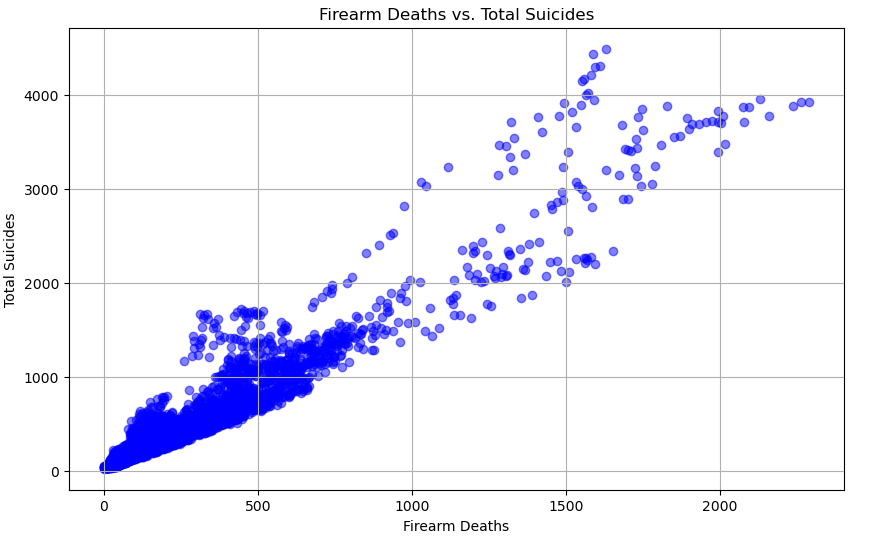 Firearm Deaths vs. Total Suicides
4000
3000
2000
1000
0
Total Suicides
0 500 1000 1500 2000
Firearm Deaths